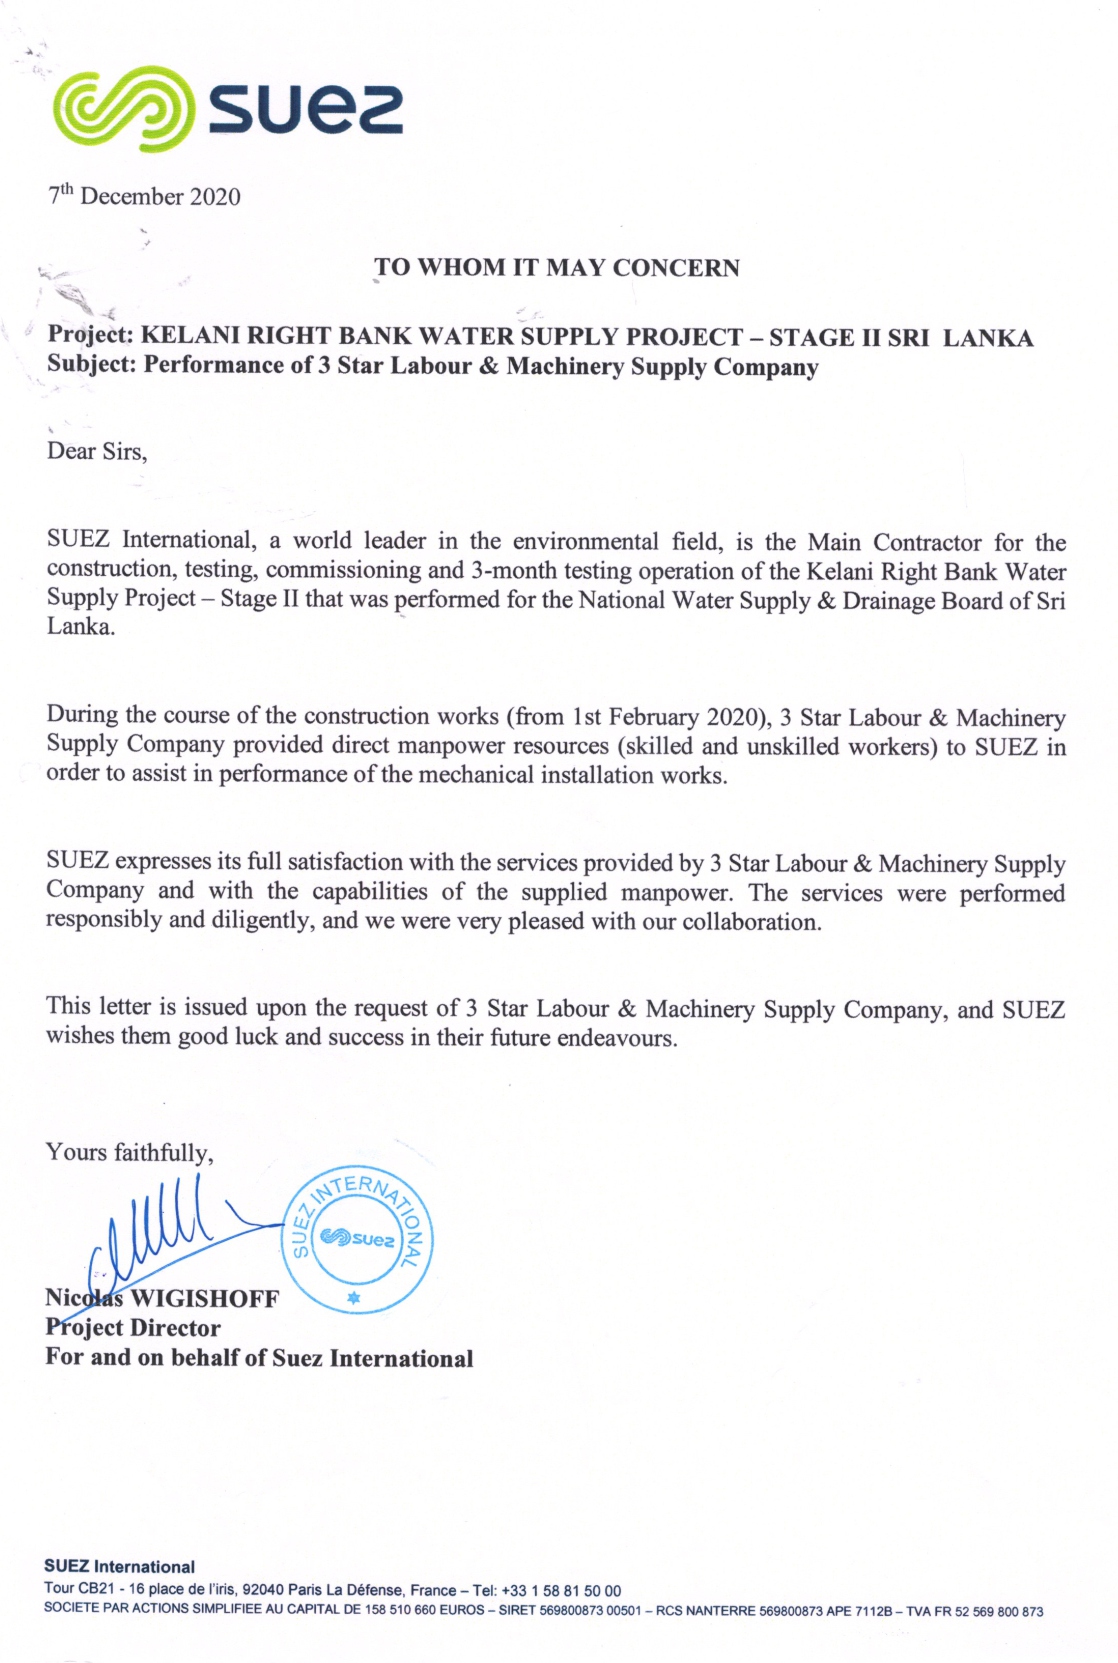 suez
7th December 2020
TO WHOM IT MAY CONCERN
Project: KELANI RIGHT BANK WATER SUPPLY PROJECT – STAGE II SRI LANKA
Subject: Performance of 3 Star Labour & Machinery Supply Company
Dear Sirs,
SUEZ International, a world leader in the environmental field, is the Main Contractor for the
construction, testing, commissioning and 3-month testing operation of the Kelani Right Bank Water
Supply Project – Stage II that was performed for the National Water Supply & Drainage Board of Sri
Lanka.
During the course of the construction works (from 1st February 2020), 3 Star Labour & Machinery
Supply Company provided direct manpower resources (skilled and unskilled workers) to SUEZ in
order to assist in performance of the mechanical installation works.
SUEZ expresses its full satisfaction with the services provided by 3 Star Labour & Machinery Supply
Company and with the capabilities of the supplied manpower. The services were performed
responsibly and diligently, and we were very pleased with our collaboration.
This letter is issued upon the request of 3 Star Labour & Machinery Supply Company, and SUEZ
wishes them good luck and success in their future endeavours.
Yours faithfully,
SUEZ INTERNATIONAL
suez
Nicolas WIGISHOFF
Project Director
For and on behalf of Suez International
SUEZ International
Tour CB21 - 16 place de l'iris, 92040 Paris La Défense, France – Tel: +33 1 58 81 50 00
SOCIETE PAR ACTIONS SIMPLIFIEE AU CAPITAL DE 158 510 660 EUROS – SIRET 569800873 00501 – RCS NANTERRE 569800873 APE 7112B – TVA FR 52 569 800 873